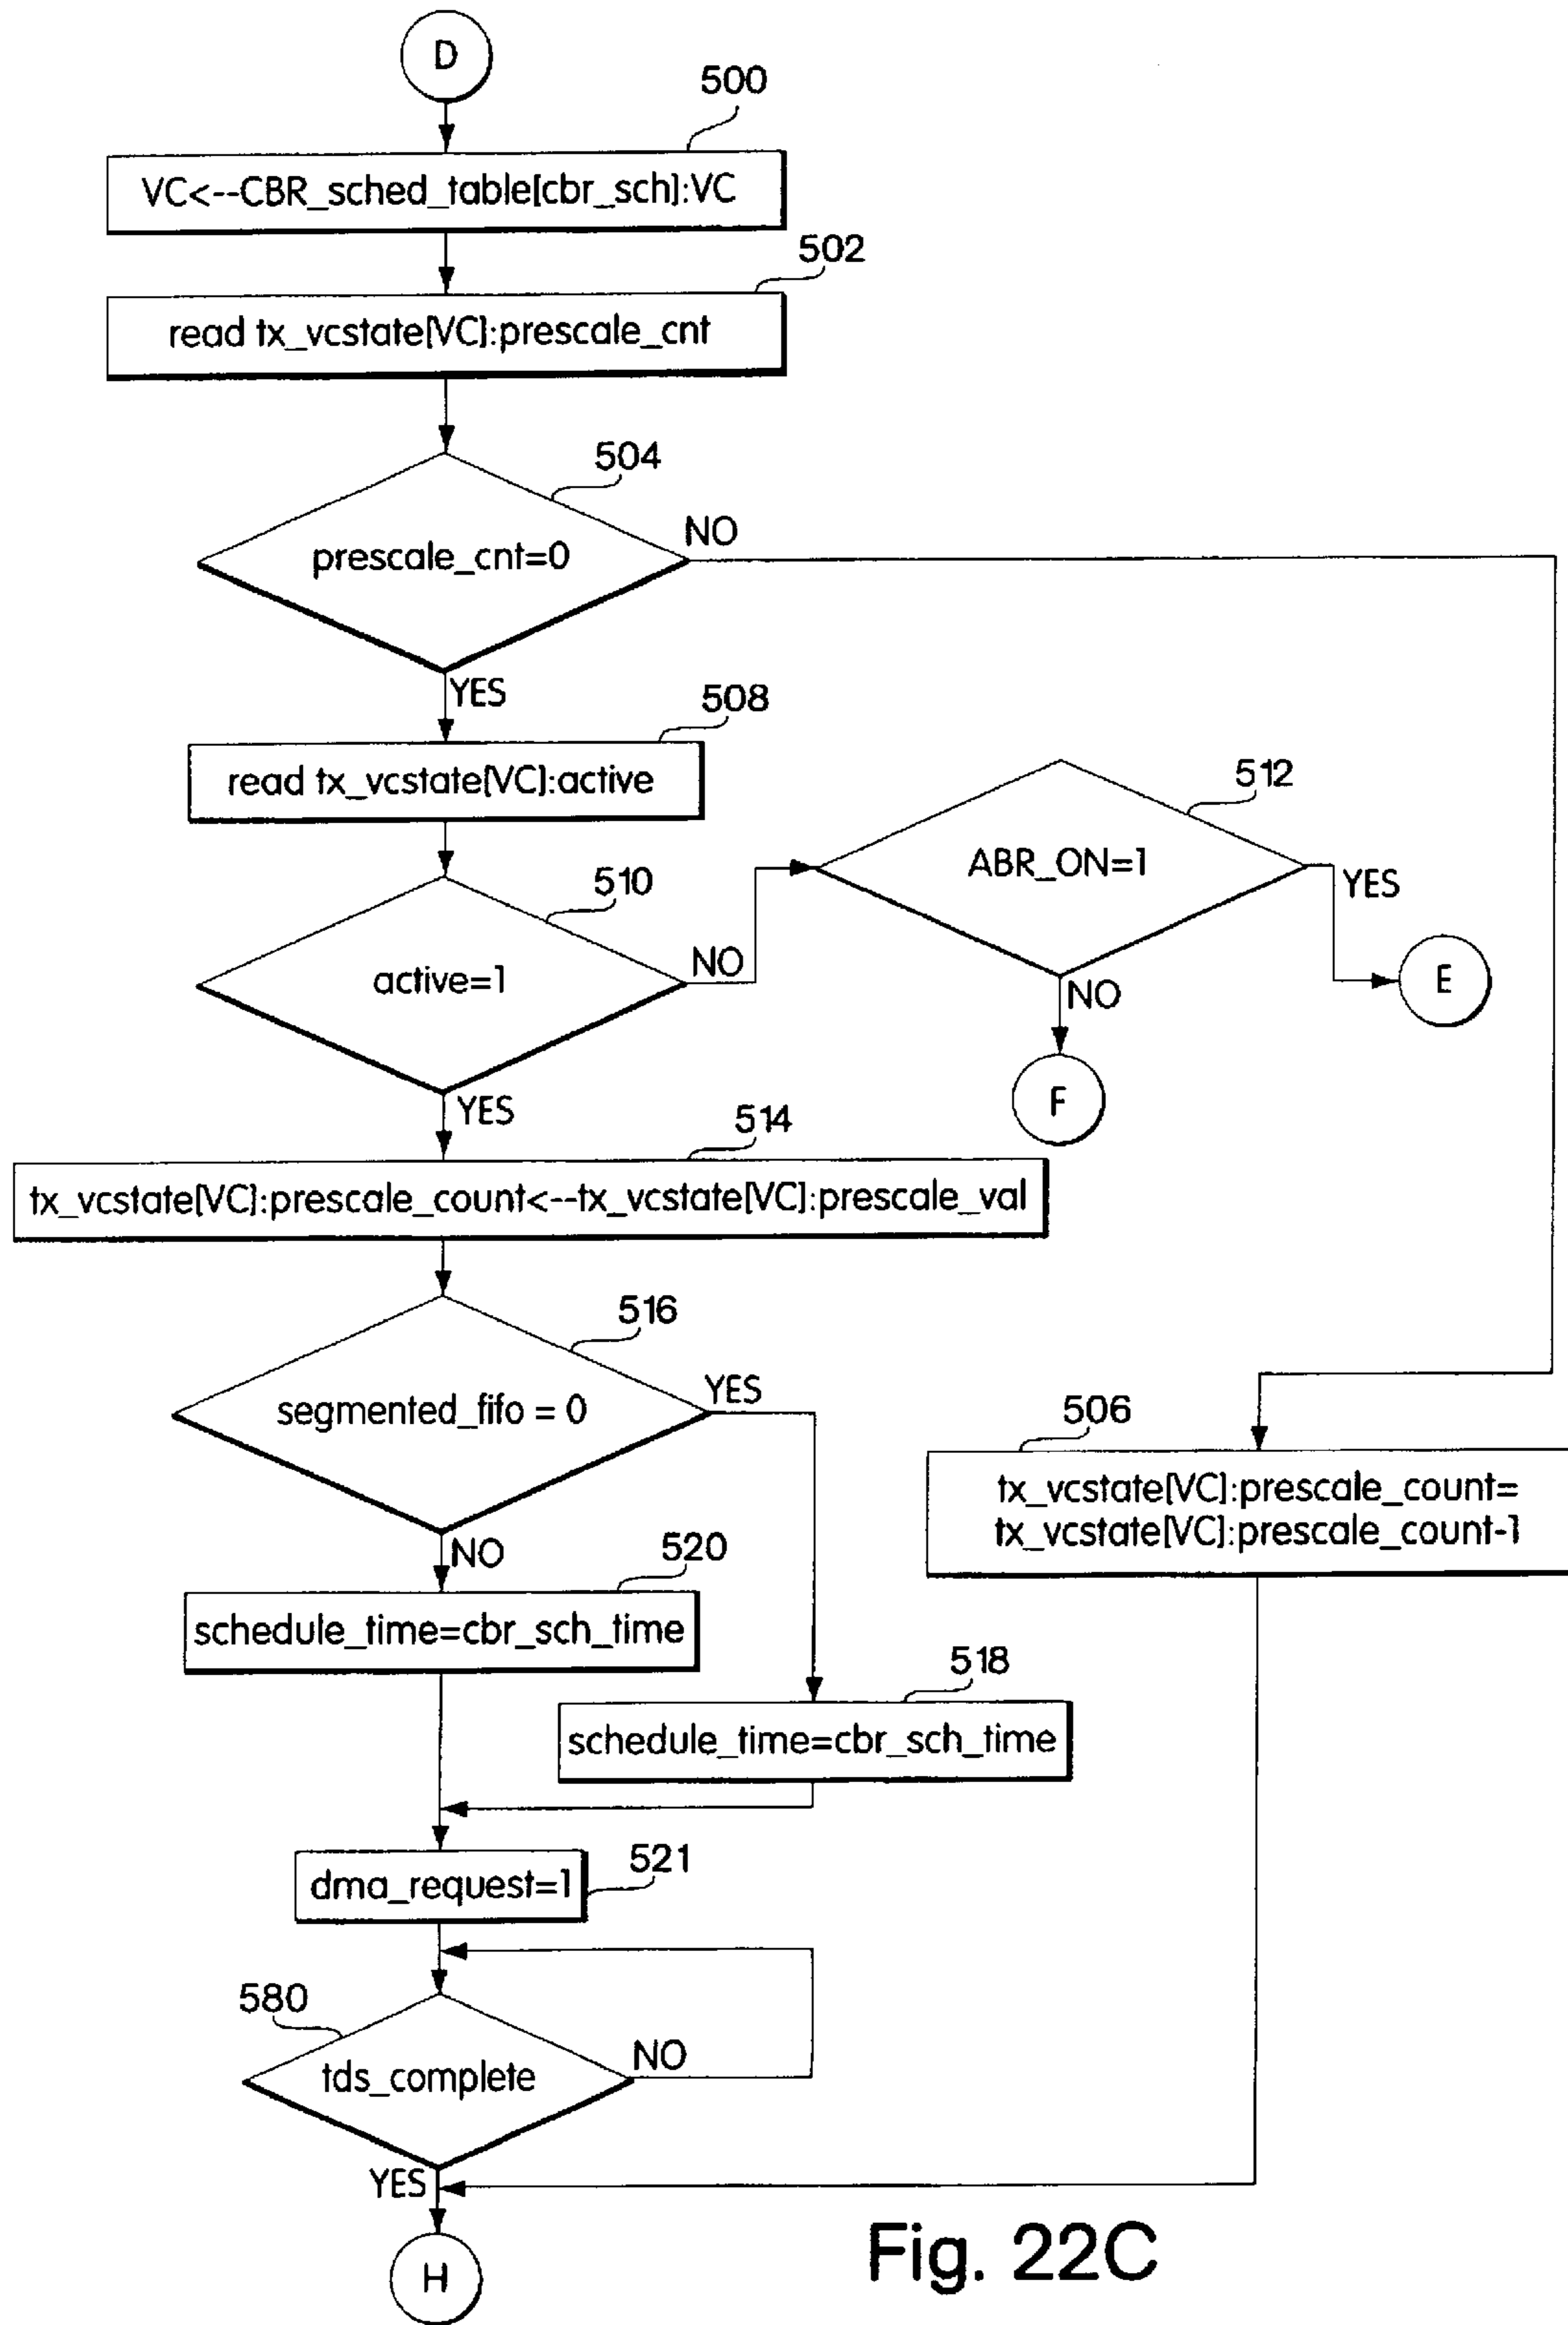 D
500
VC<--CBR_sched_table[cbr_sch]:VC
502
read tx_vcstate[VC]:prescale_cnt
504
prescale_cnt=0
NO
YES
508
read tx_vcstate[VC]:active
512
ABR_ON=1
YES
510
active=1
NO
E
NO
F
YES
514
tx_vcstate[VC]:prescale_count<--tx_vcstate[VC]:prescale_val
516
segmented_fifo = 0
YES
506
tx_vcstate[VC]:prescale_count=
tx_vcstate[VC]:prescale_count-1
NO
520
schedule_time=cbr_sch_time
518
schedule_time=cbr_sch_time
521
dma_request=1
580
tds_complete
NO
YES
H
Fig. 22C